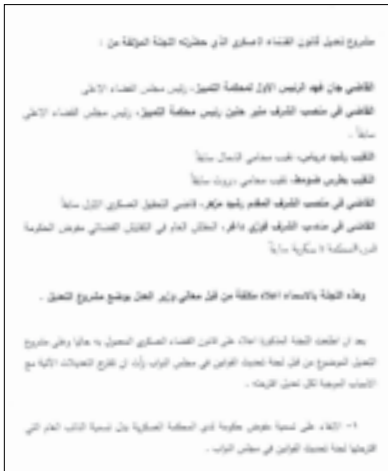 مشروع تعديل قانون القضاء العسكري الذي حضرته اللجنة المؤلفة من :
القاضي جان فهد الرئيس الاول لمحكمة التمييز، رئيس مجلس القضاء الاعلى
القاضي في منصب الشرف منير حنين رئيس محكمة التمييز، رئيس مجلس القضاء الاعلى
سابقاً .
النقيب رشيد درباس، نقيب محامي الشمال سابقاً
النقيب بطرس ضومط، نقيب محامي بيروت سابقاً
القاضي في منصب الشرف المقدم رشيد مزهر، قاضي التحقيق العسكري الاول سابقاً
القاضي في منصب الشرف فوزي داغر، المفتش العام في التفتيش القضائي مفوض الحكومة
لدى المحكمة العسكرية سابقاً
وهذه اللجنة بالاسماء اعلاه مكلفة من قبل معالي وزير العدل بوضع مشروع التعديل .
بعد ان اطلعت اللجنة المذكورة اعلاه على قانون القضاء العسكري المعمول به حالياً وعلى مشروع
التعديل الموضوع من قبل لجنة تحديث القوانين في مجلس النواب رأت ان تقترح التعديلات الآتية مع
الاسباب الموجبة لكل تعديل اقترحته .
١- الابقاء على تسمية مفوض حكومة لدى المحكمة العسكرية بدل تسمية النائب العام التي
اقترحتها لجنة تحديث القوانين في مجلس النواب .